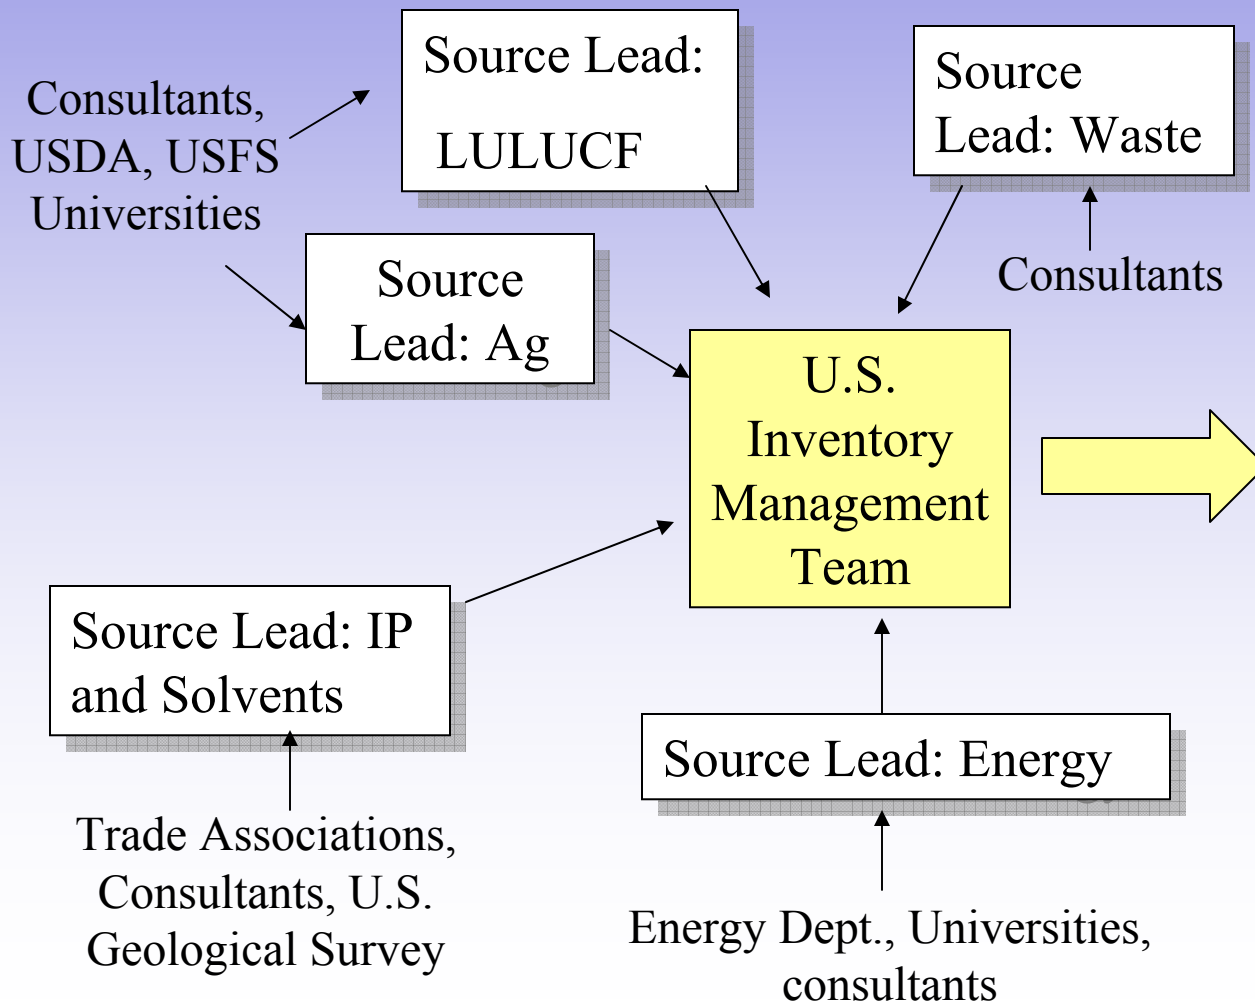 Source Lead:
LULUCF
Source
Lead: Waste
Consultants,
USDA, USFS
Universities
Consultants
Source
Lead: Ag
U.S.
Inventory
Management
Team
Source Lead: IP
and Solvents
Source Lead: Energy
Trade Associations,
Consultants, U.S.
Geological Survey
Energy Dept., Universities,
consultants